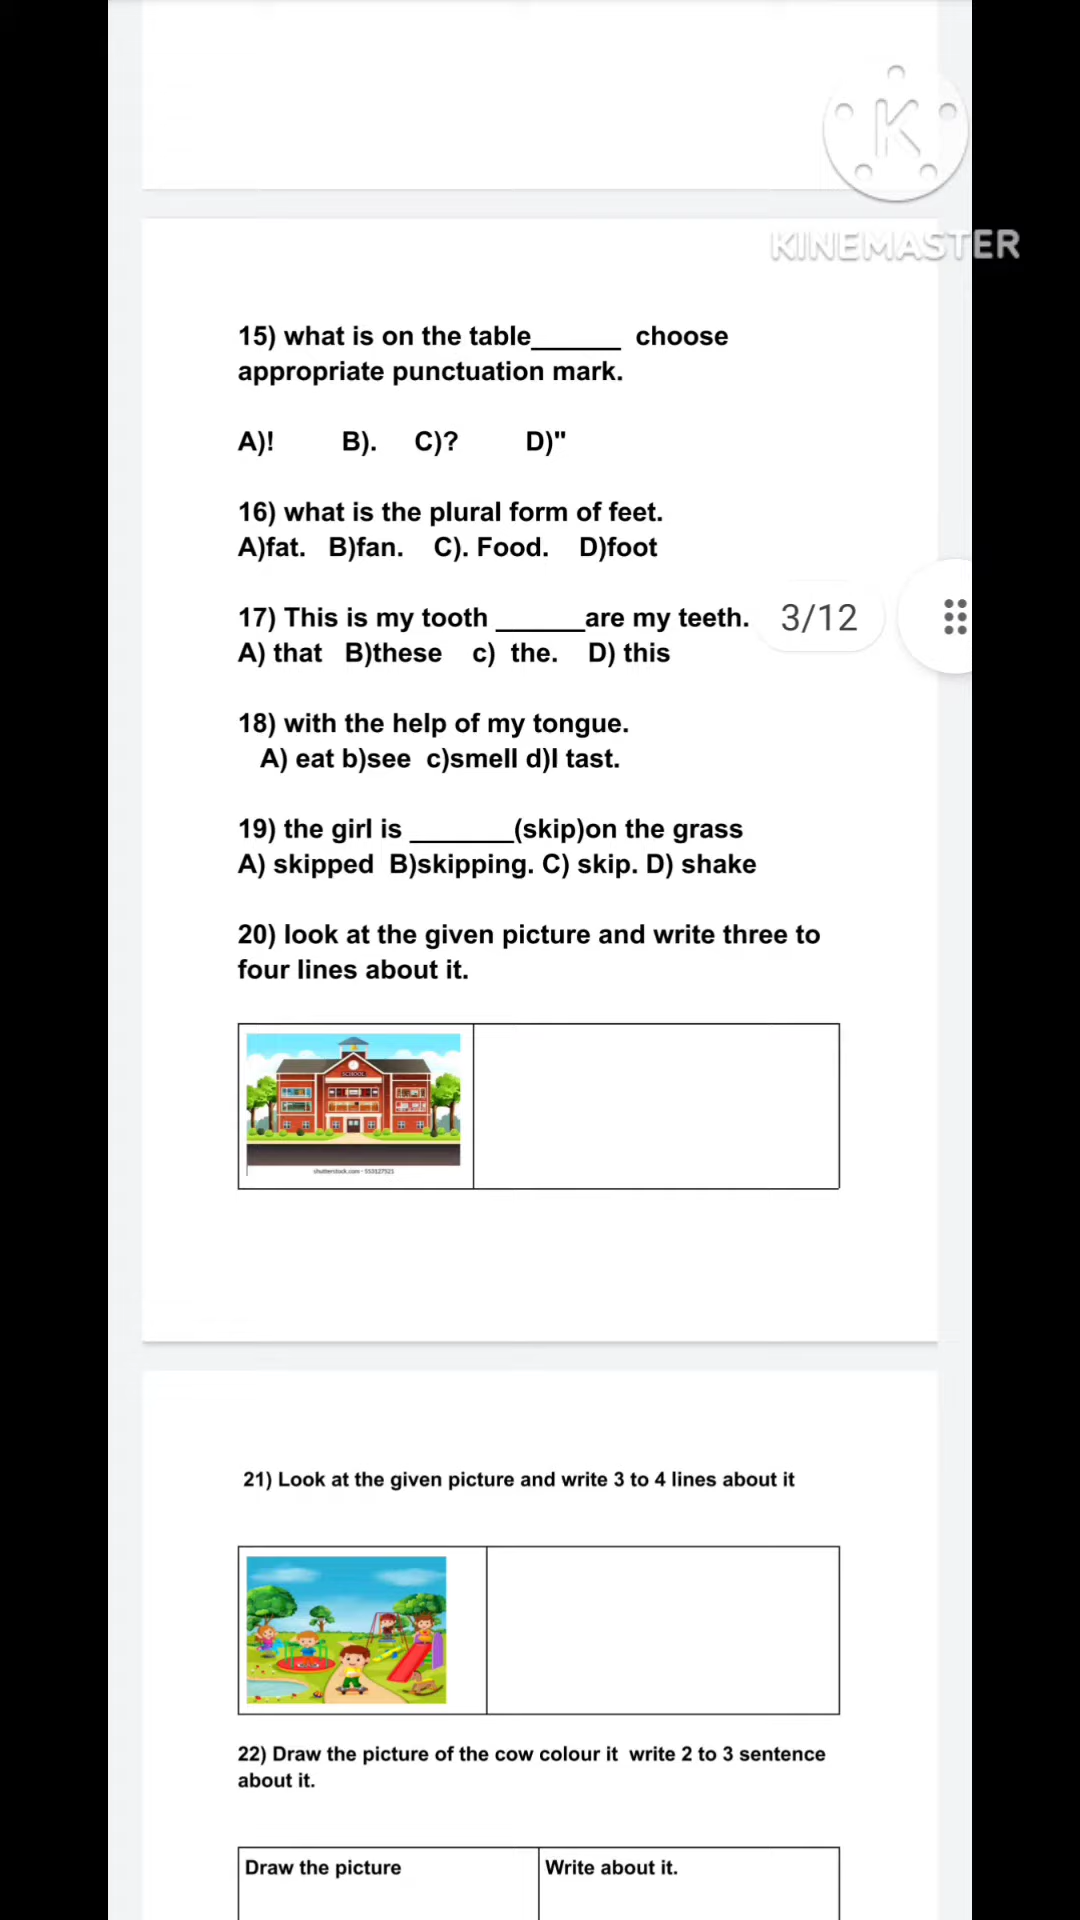 K
KINEMASTER
15) what is on the table______ choose
appropriate punctuation mark.
A)! B). C)? D)"
16) what is the plural form of feet.
A)fat. B)fan. C). Food. D)foot
17) This is my tooth ______are my teeth.
3/12
A) that B)these c) the. D) this
18) with the help of my tongue.
A) eat b)see c)smell d)I tast.
19) the girl is _______(skip)on the grass
A) skipped B)skipping. C) skip. D) shake
20) look at the given picture and write three to
four lines about it.
SCHOOL
shutterstock.com • 553127521
21) Look at the given picture and write 3 to 4 lines about it
22) Draw the picture of the cow colour it write 2 to 3 sentence
about it.
Draw the picture
Write about it.